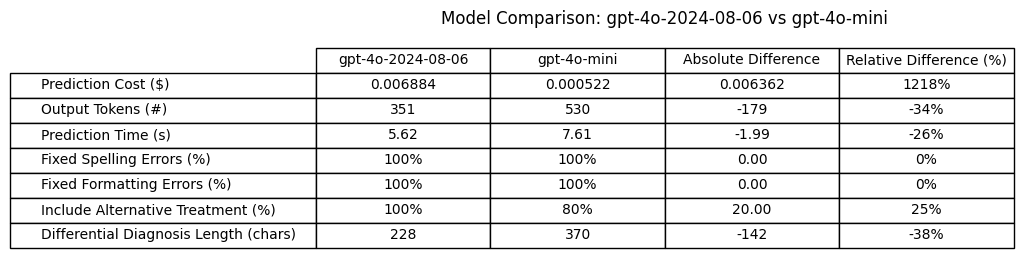 Model Comparison: gpt-4o-2024-08-06 vs gpt-4o-mini
gpt-4o-2024-08-06 gpt-4o-mini Absolute Difference Relative Difference (%)
Prediction Cost ($) 0.006884 0.000522 0.006362 1218%
Output Tokens (#) 351 530 -179 -34%
Prediction Time (s) 5.62 7.61 -1.99 -26%
Fixed Spelling Errors (%) 100% 100% 0.00 0%
Fixed Formatting Errors (%) 100% 100% 0.00 0%
Include Alternative Treatment (%) 100% 80% 20.00 25%
Differential Diagnosis Length (chars) 228 370 -142 -38%